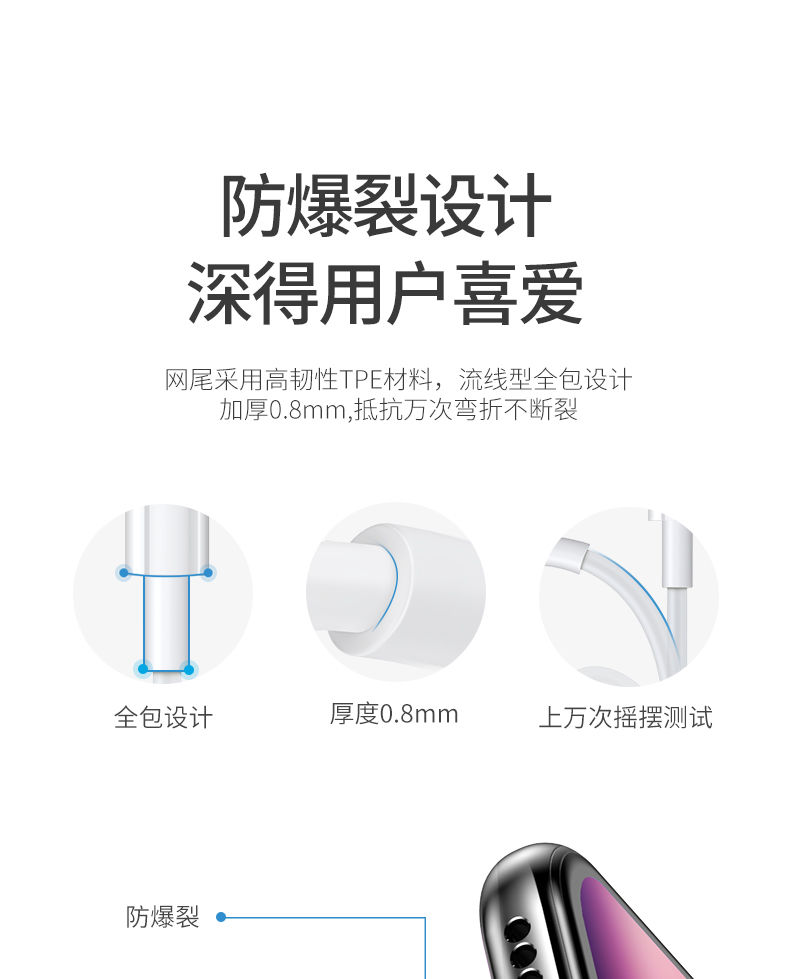 防爆裂设计
深得用户喜爱
网尾采用高韧性TPE材料，流线型全包设计
加厚0.8mm,抵抗万次弯折不断裂
全包设计
厚度0.8mm
上万次摇摆测试
防爆裂